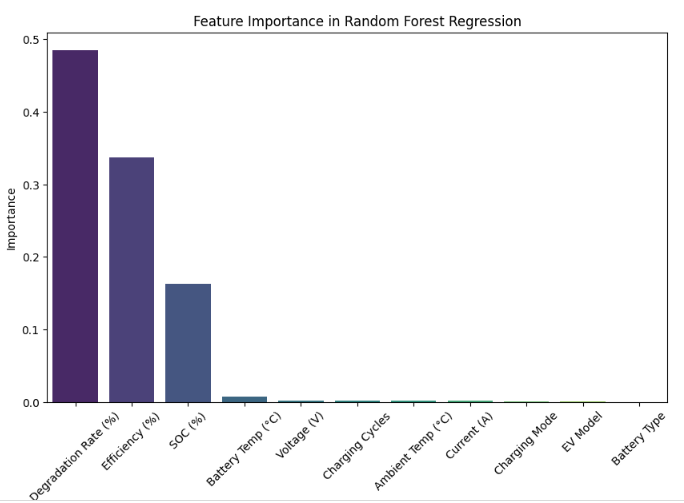 Feature Importance in Random Forest Regression
0.5
0.4
0.3
0.2
0.1
0.0
Importance
Degradation Rate (%)
Efficiency (%)
SOC (%)
Battery Temp (°C)
Voltage (V)
Charging Cycles
Ambient Temp (°C)
Current (A)
Charging Mode
EV Model
Battery Type